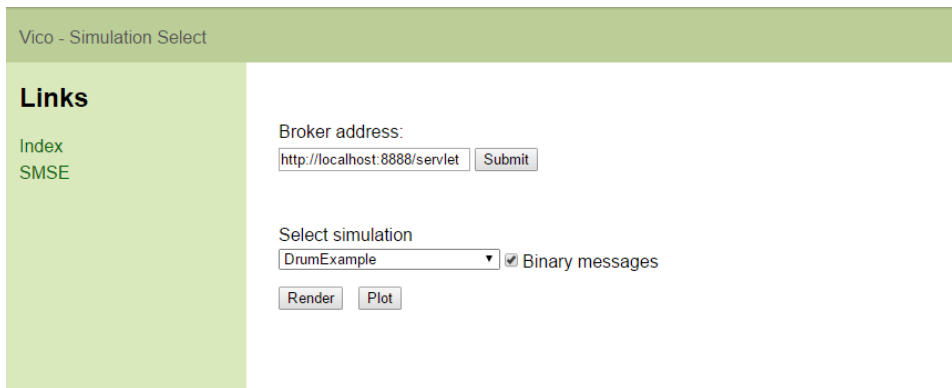 Vico - Simulation Select
Links
Index
SMSE
Broker address:
http://localhost:8888/servlet Submit
Select simulation
DrumExample Binary messages
Render Plot